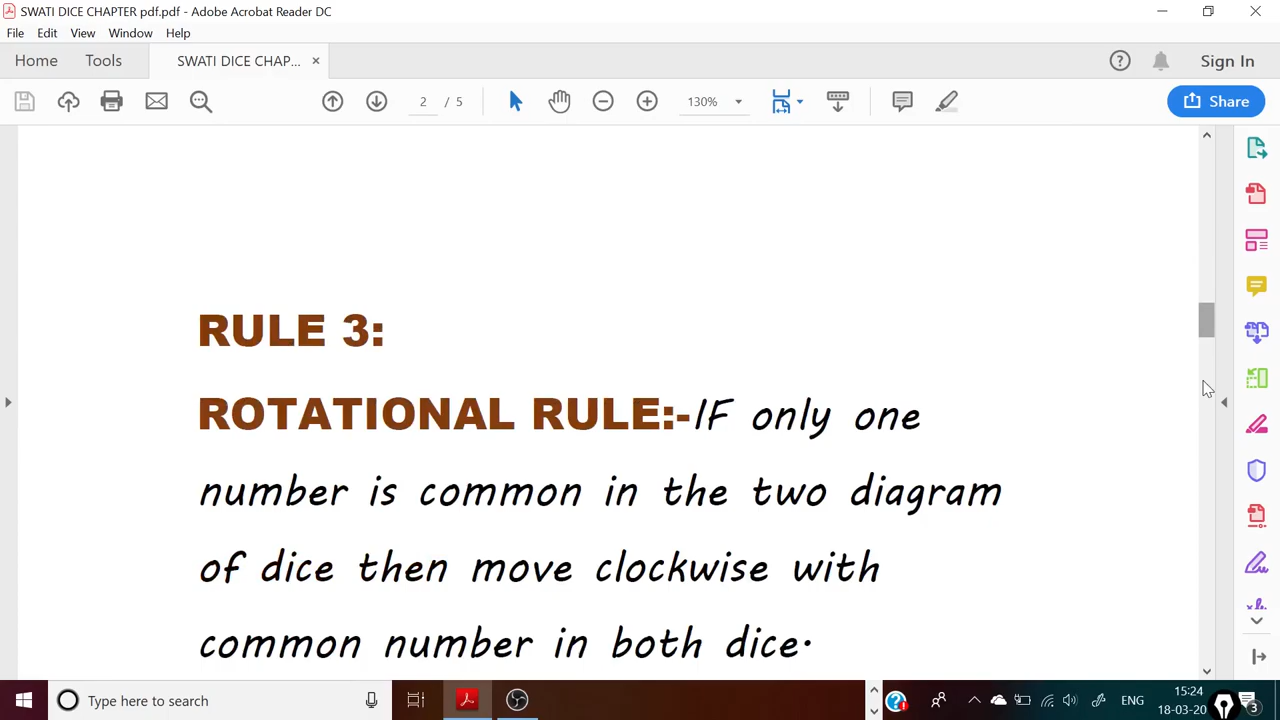 SWATI DICE CHAPTER pdf.pdf - Adobe Acrobat Reader DC
File Edit View Window Help
Home Tools SWATI DICE CHAP... × Sign In
2 / 5 130% Share
RULE 3:
ROTATIONAL RULE:-IF only one
number is common in the two diagram
of dice then move clockwise with
common number in both dice.
Type here to search
ENG
15:24
18-03-20
3